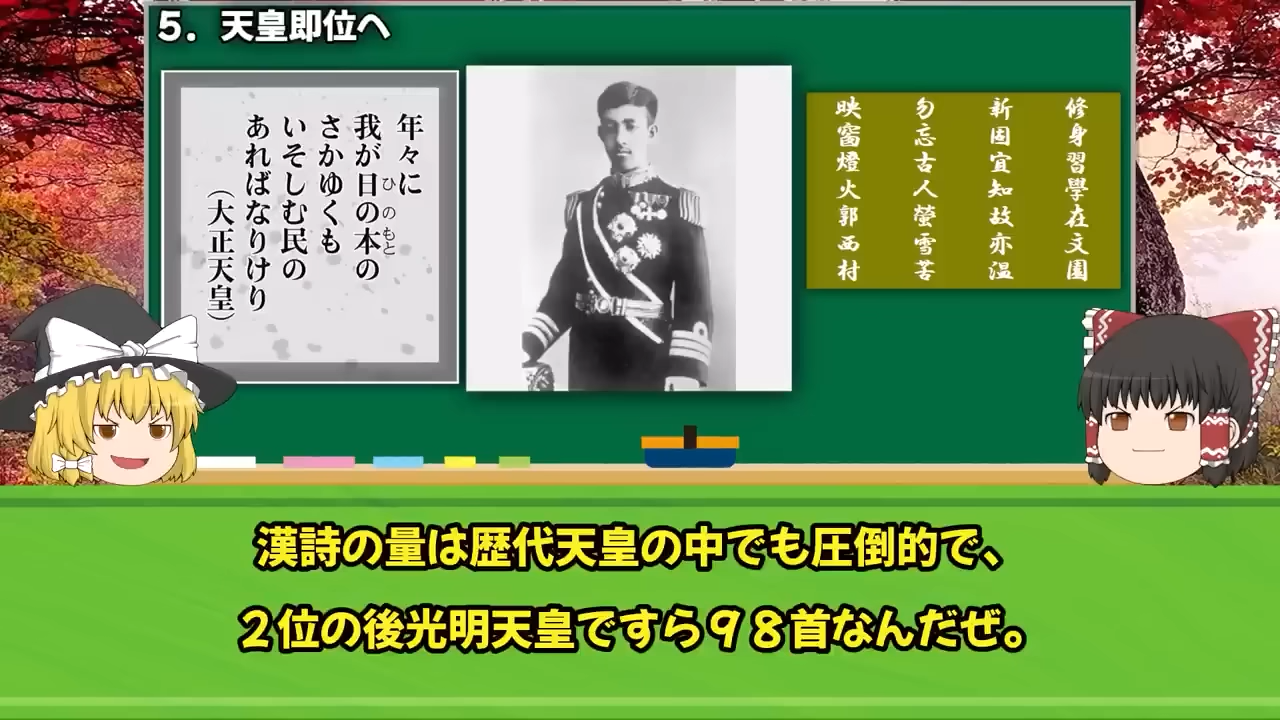 5．天皇即位へ
年々に
我が日の本の
ひ の もと
さかゆくも
いそしむ民の
あればなりけり
（大正天皇）
修身習學在文園
新固宜知故亦温
勿忘古人螢雪苦
映窗燈火郭西村
漢詩の量は歴代天皇の中でも圧倒的で、
２位の後光明天皇ですら９８首なんだぜ。